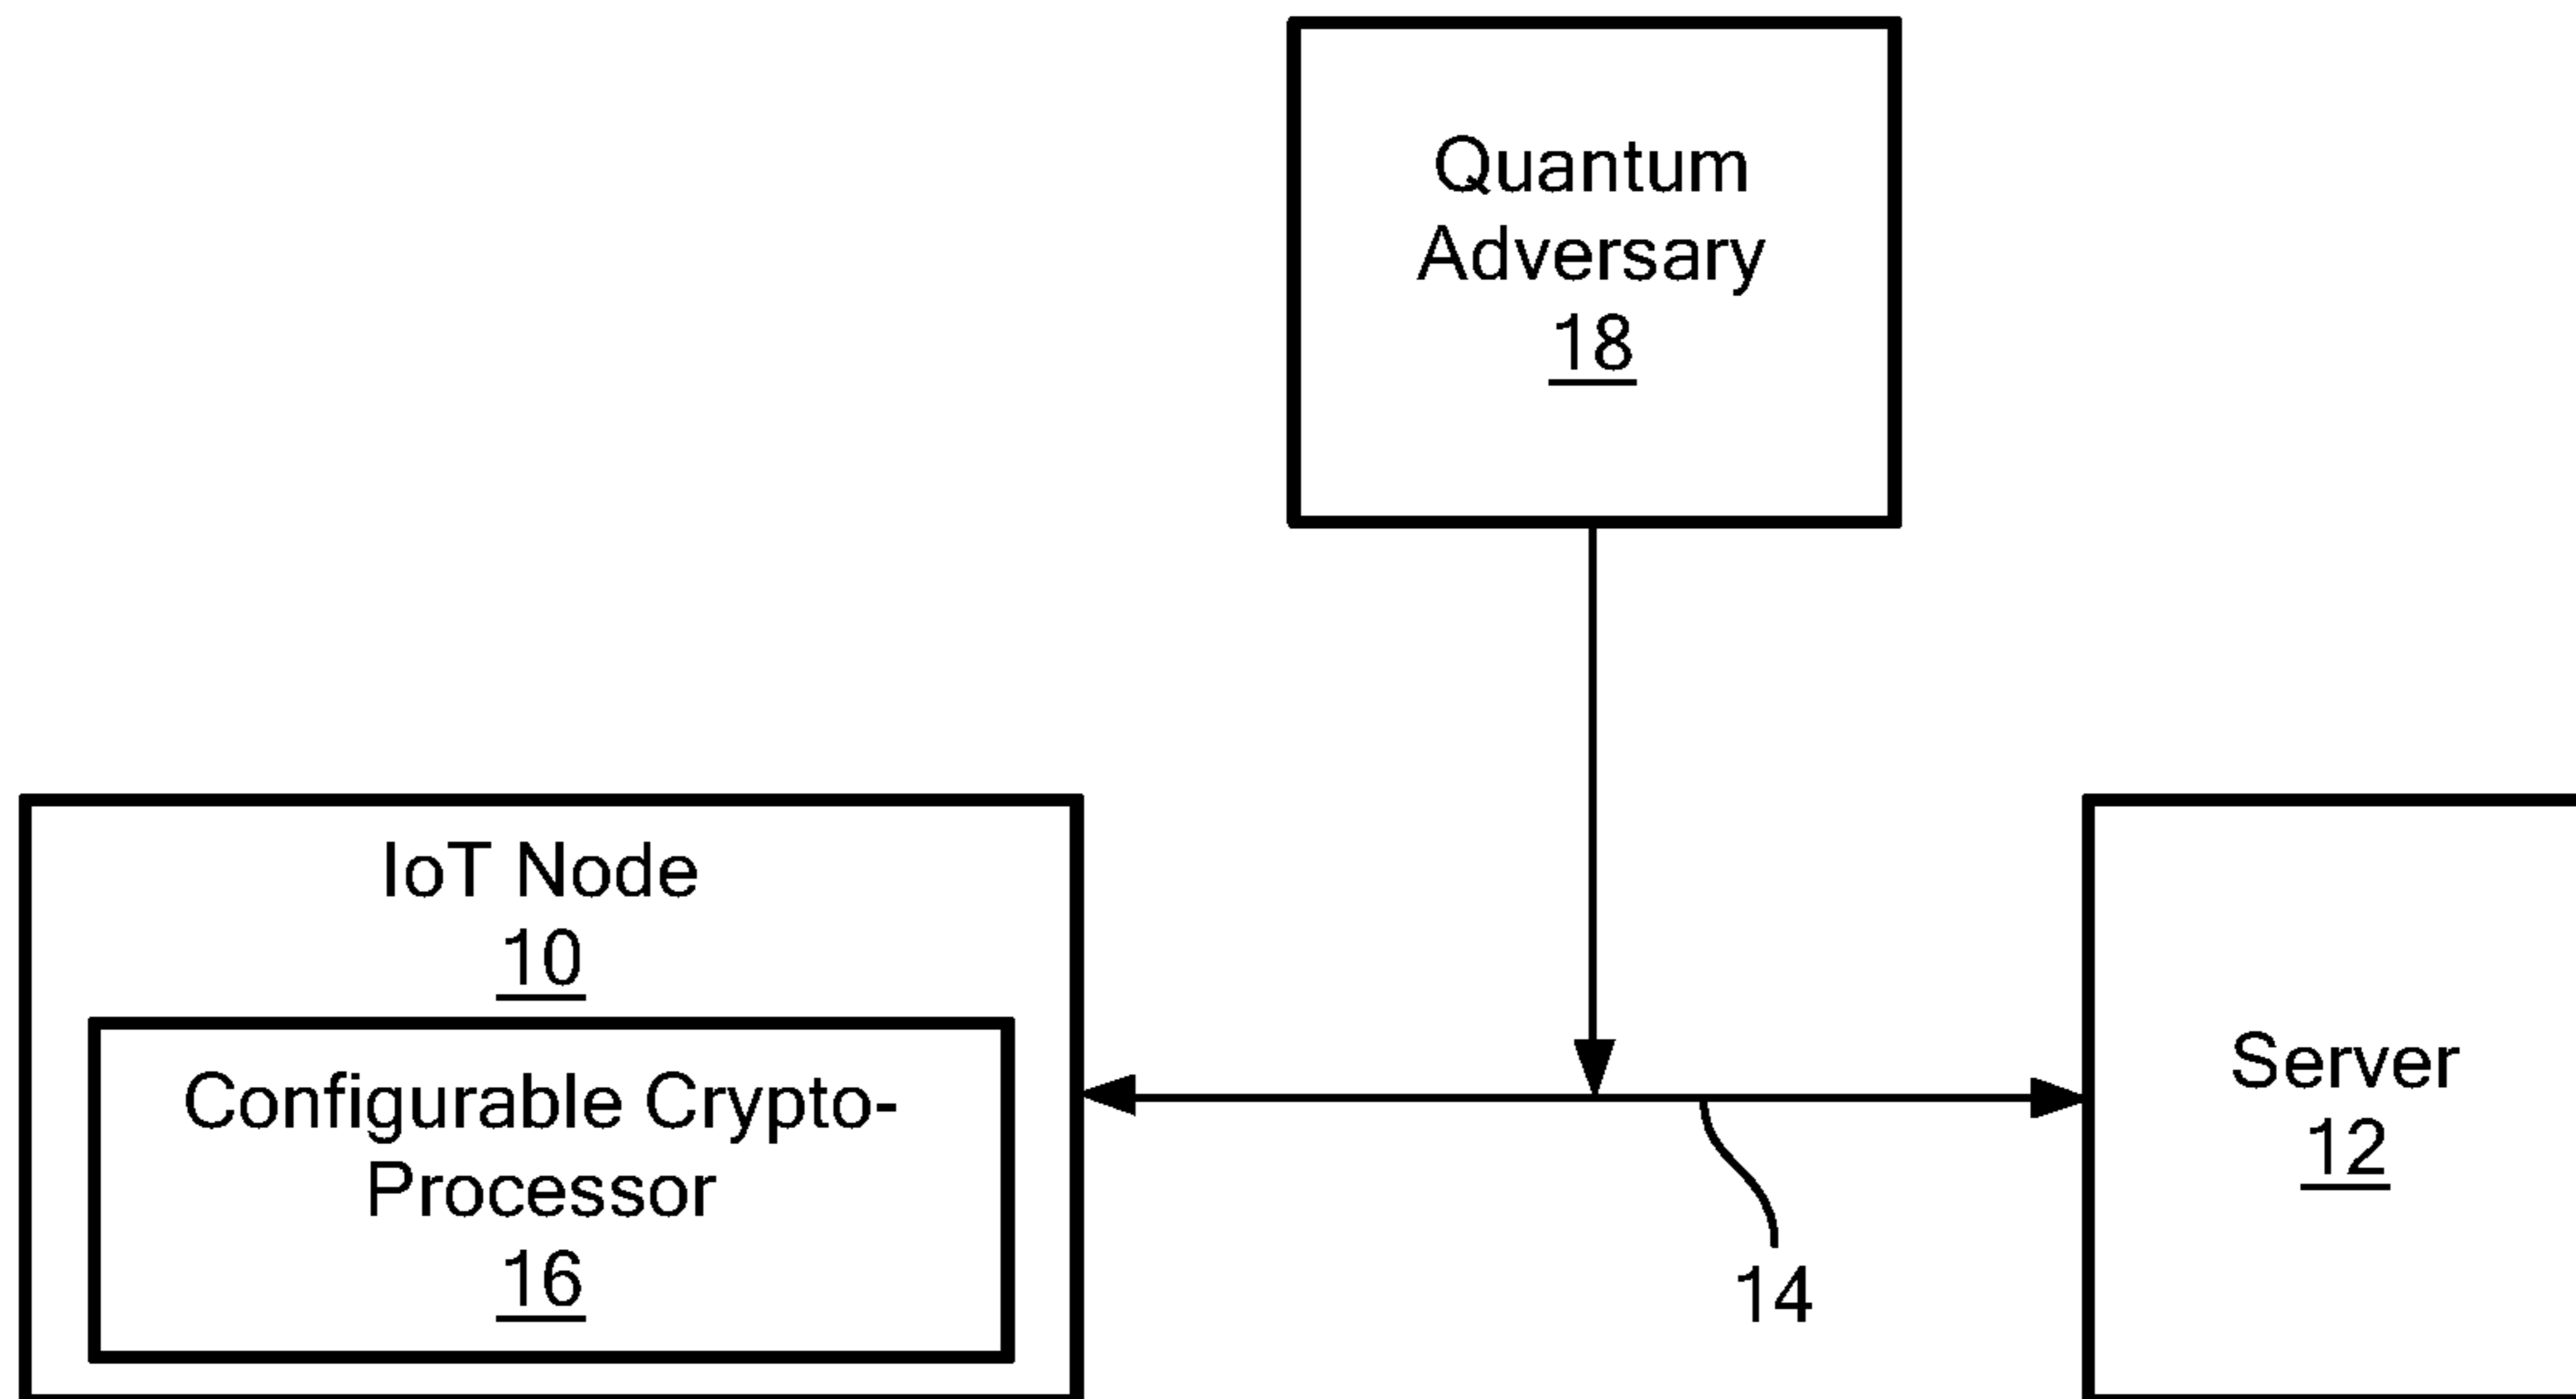 Quantum
Adversary
18
IoT Node
10
Configurable Crypto-
Processor
16
14
Server
12